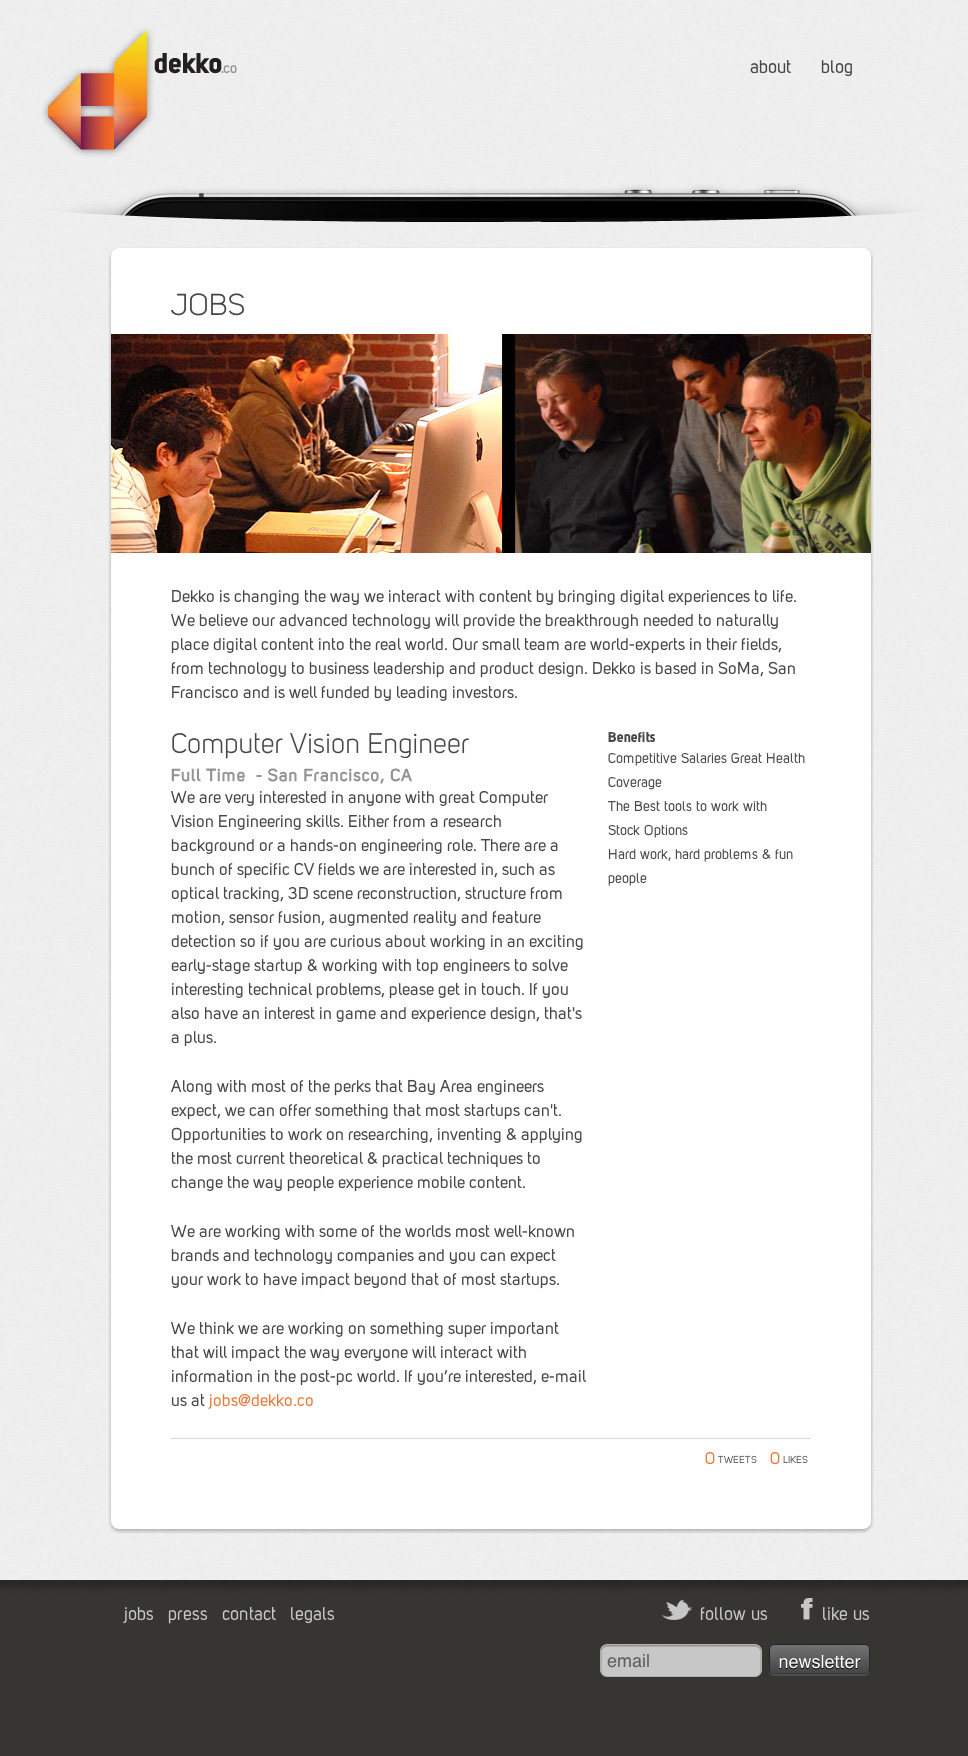 dekko.co
about blog
JOBS
Dekko is changing the way we interact with content by bringing digital experiences to life.
We believe our advanced technology will provide the breakthrough needed to naturally
place digital content into the real world. Our small team are world-experts in their fields,
from technology to business leadership and product design. Dekko is based in SoMa, San
Francisco and is well funded by leading investors.
Computer Vision Engineer
Full Time - San Francisco, CA
We are very interested in anyone with great Computer
Vision Engineering skills. Either from a research
background or a hands-on engineering role. There are a
bunch of specific CV fields we are interested in, such as
optical tracking, 3D scene reconstruction, structure from
motion, sensor fusion, augmented reality and feature
detection so if you are curious about working in an exciting
early-stage startup & working with top engineers to solve
interesting technical problems, please get in touch. If you
also have an interest in game and experience design, that's
a plus.
Along with most of the perks that Bay Area engineers
expect, we can offer something that most startups can't.
Opportunities to work on researching, inventing & applying
the most current theoretical & practical techniques to
change the way people experience mobile content.
We are working with some of the worlds most well-known
brands and technology companies and you can expect
your work to have impact beyond that of most startups.
We think we are working on something super important
that will impact the way everyone will interact with
information in the post-pc world. If you’re interested, e-mail
us at jobs@dekko.co
Benefits
Competitive Salaries Great Health
Coverage
The Best tools to work with
Stock Options
Hard work, hard problems & fun
people
0 TWEETS 0 LIKES
jobs press contact legals
follow us like us
email newsletter